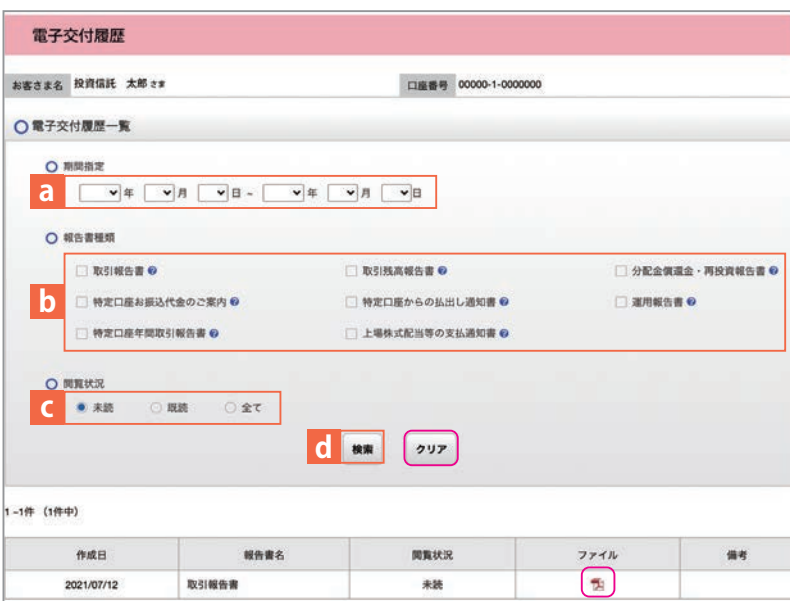 電子交付履歴
お客さま名 投資信託 太郎 さま 口座番号 00000-1-0000000
電子交付履歴一覧
期間指定
a 年 月 日 ~ 年 月 日
報告書種類
取引報告書 取引残高報告書 分配金償還金・再投資報告書
b 特定口座お振込代金のご案内 特定口座からの払出し通知書 運用報告書
特定口座年間取引報告書 上場株式配当等の支払通知書
閲覧状況
c 未読 既読 全て
d 検索 クリア
1 -1件 (1件中)
作成日 報告書名 閲覧状況 ファイル 備考
2021/07/12 取引報告書 未読